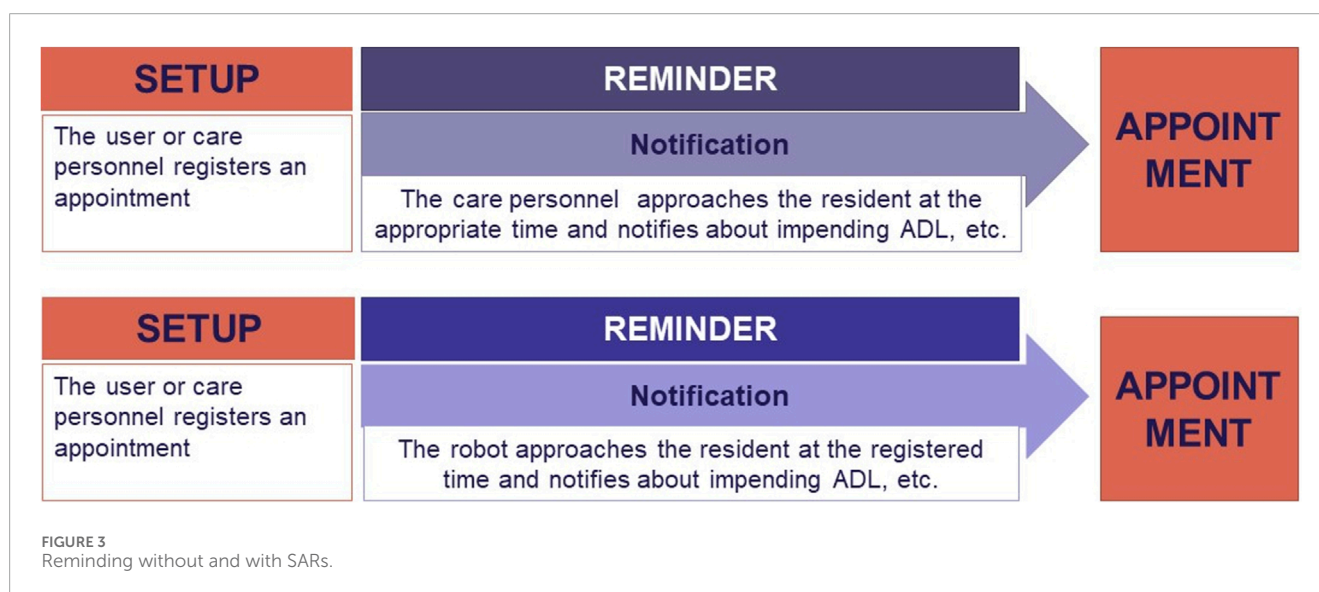 SETUP
REMINDER
The user or care
personnel registers an
appointment
Notification
The care personnel approaches the resident at the
appropriate time and notifies about impending ADL, etc.
APPOINT
MENT
SETUP
REMINDER
The user or care
personnel registers an
appointment
Notification
The robot approaches the resident at the registered
time and notifies about impending ADL, etc.
APPOINT
MENT
FIGURE 3
Reminding without and with SARs.